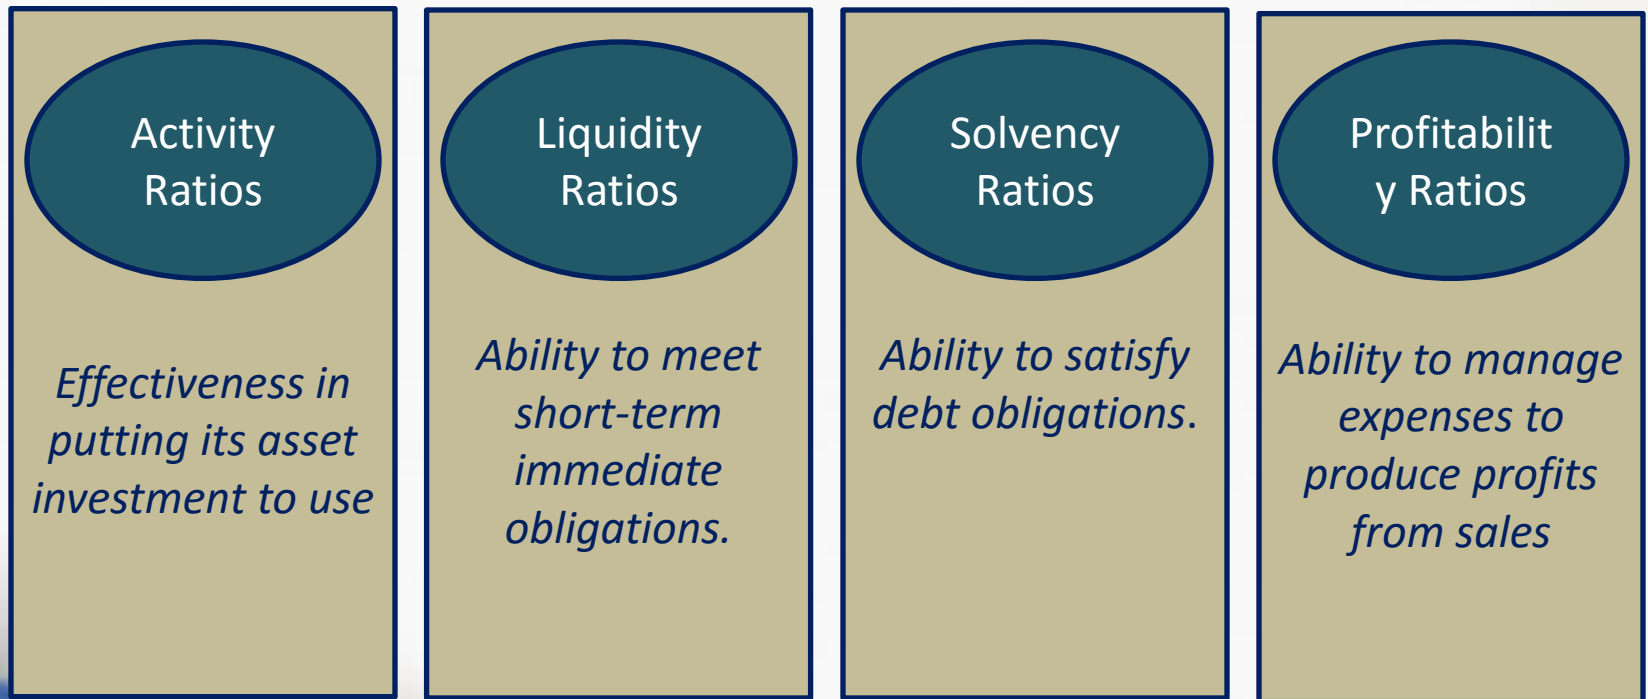 Activity
Ratios
Effectiveness in
putting its asset
investment to use
Liquidity
Ratios
Ability to meet
short-term
immediate
obligations.
Solvency
Ratios
Ability to satisfy
debt obligations.
Profitabilit
y Ratios
Ability to manage
expenses to
produce profits
from sales